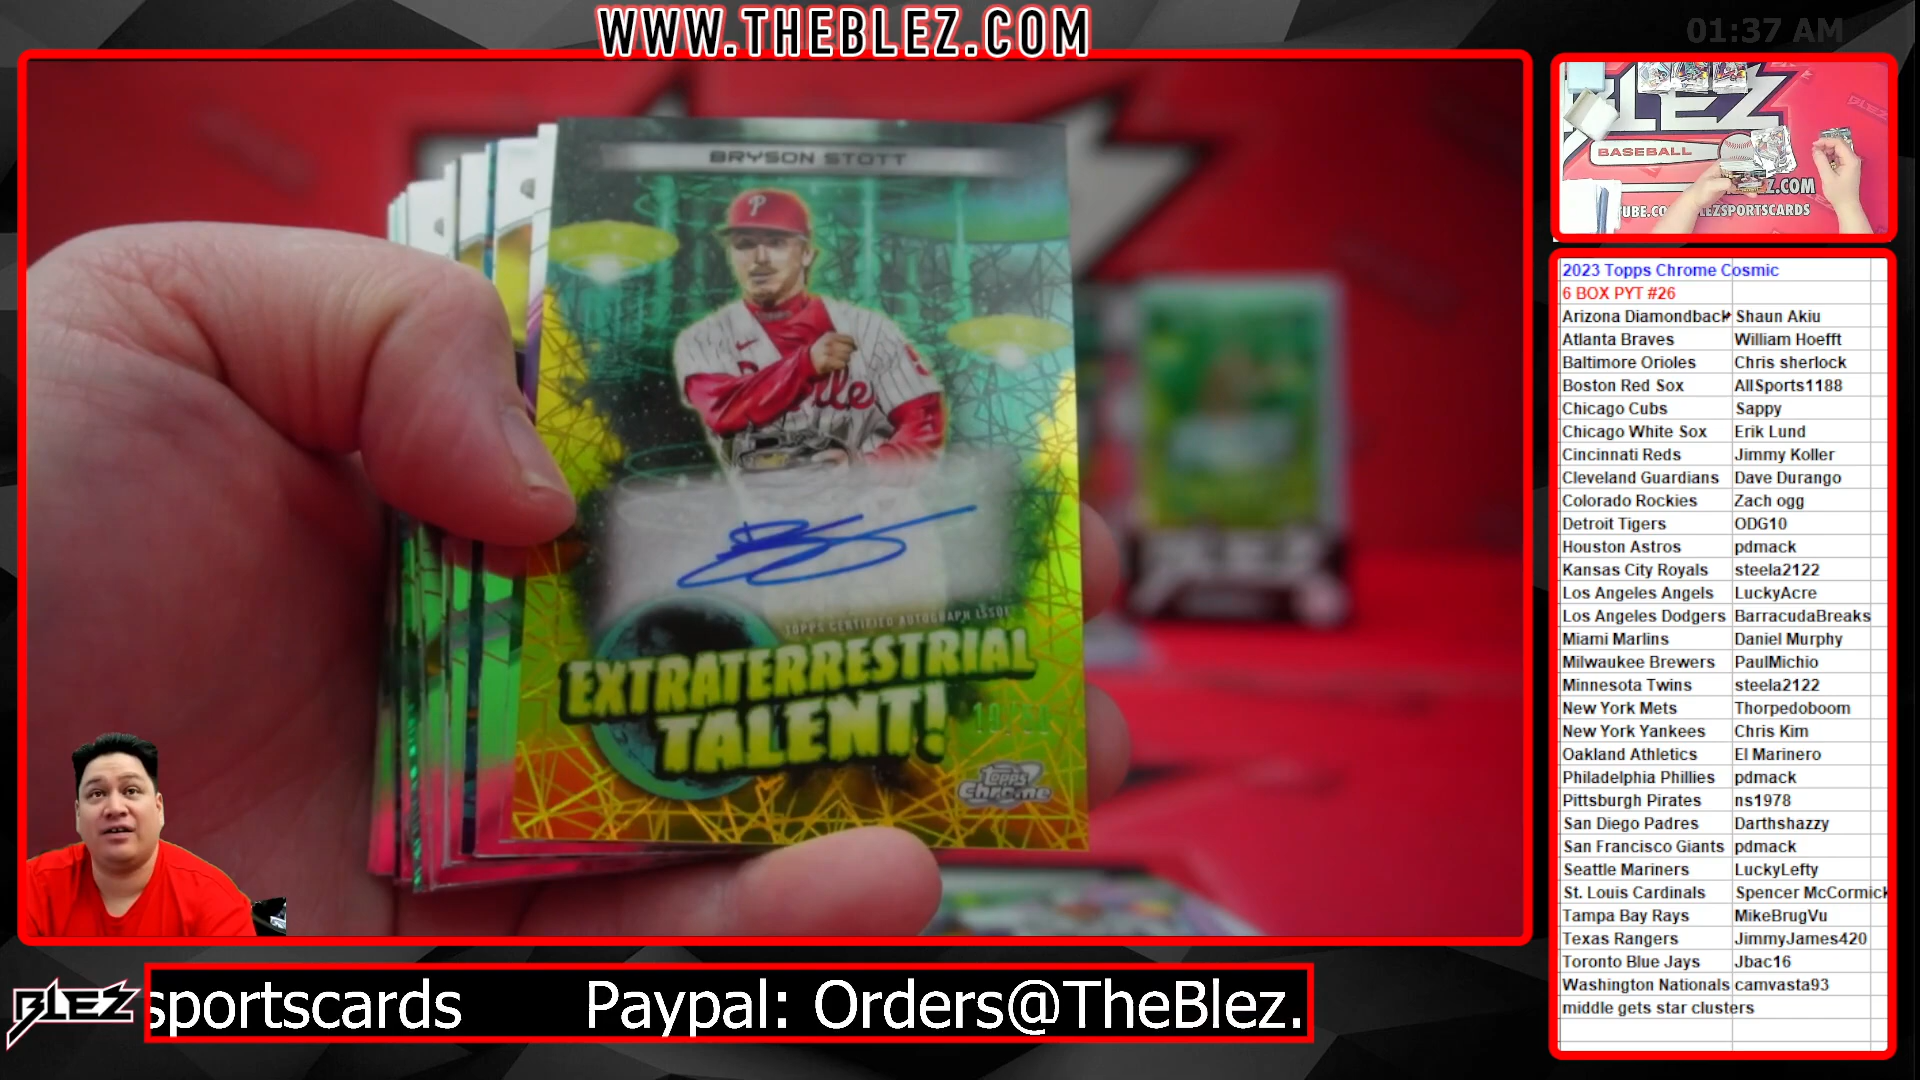 WWW.THEBLEZ.COM
01:37 AM
BRYSON STOTT
P
TOPPS CERTIFIED AUTOGRAPH ISSUE
EXTRATERRESTRIAL
TALENT!
Topps
Chrome
BLEZ
BLEZ
BASEBALL
Z.COM
UBE.CO
LEZSPORTSCARDS
2023 Topps Chrome Cosmic
6 BOX PYT #26
Arizona Diamondback Shaun Akiu
Atlanta Braves William Hoefft
Baltimore Orioles Chris sherlock
Boston Red Sox AllSports1188
Chicago Cubs Sappy
Chicago White Sox Erik Lund
Cincinnati Reds Jimmy Koller
Cleveland Guardians Dave Durango
Colorado Rockies Zach ogg
Detroit Tigers ODG10
Houston Astros pdmack
Kansas City Royals steela2122
Los Angeles Angels LuckyAcre
Los Angeles Dodgers BarracudaBreaks
Miami Marlins Daniel Murphy
Milwaukee Brewers PaulMichio
Minnesota Twins steela2122
New York Mets Thorpedoboom
New York Yankees Chris Kim
Oakland Athletics El Marinero
Philadelphia Phillies pdmack
Pittsburgh Pirates ns1978
San Diego Padres Darthshazzy
San Francisco Giants pdmack
Seattle Mariners LuckyLefty
St. Louis Cardinals Spencer McCormick
Tampa Bay Rays MikeBrugVu
Texas Rangers JimmyJames420
Toronto Blue Jays Jbac16
Washington Nationals camvasta93
middle gets star clusters
BLEZ
sportscards Paypal: Orders@TheBlez.